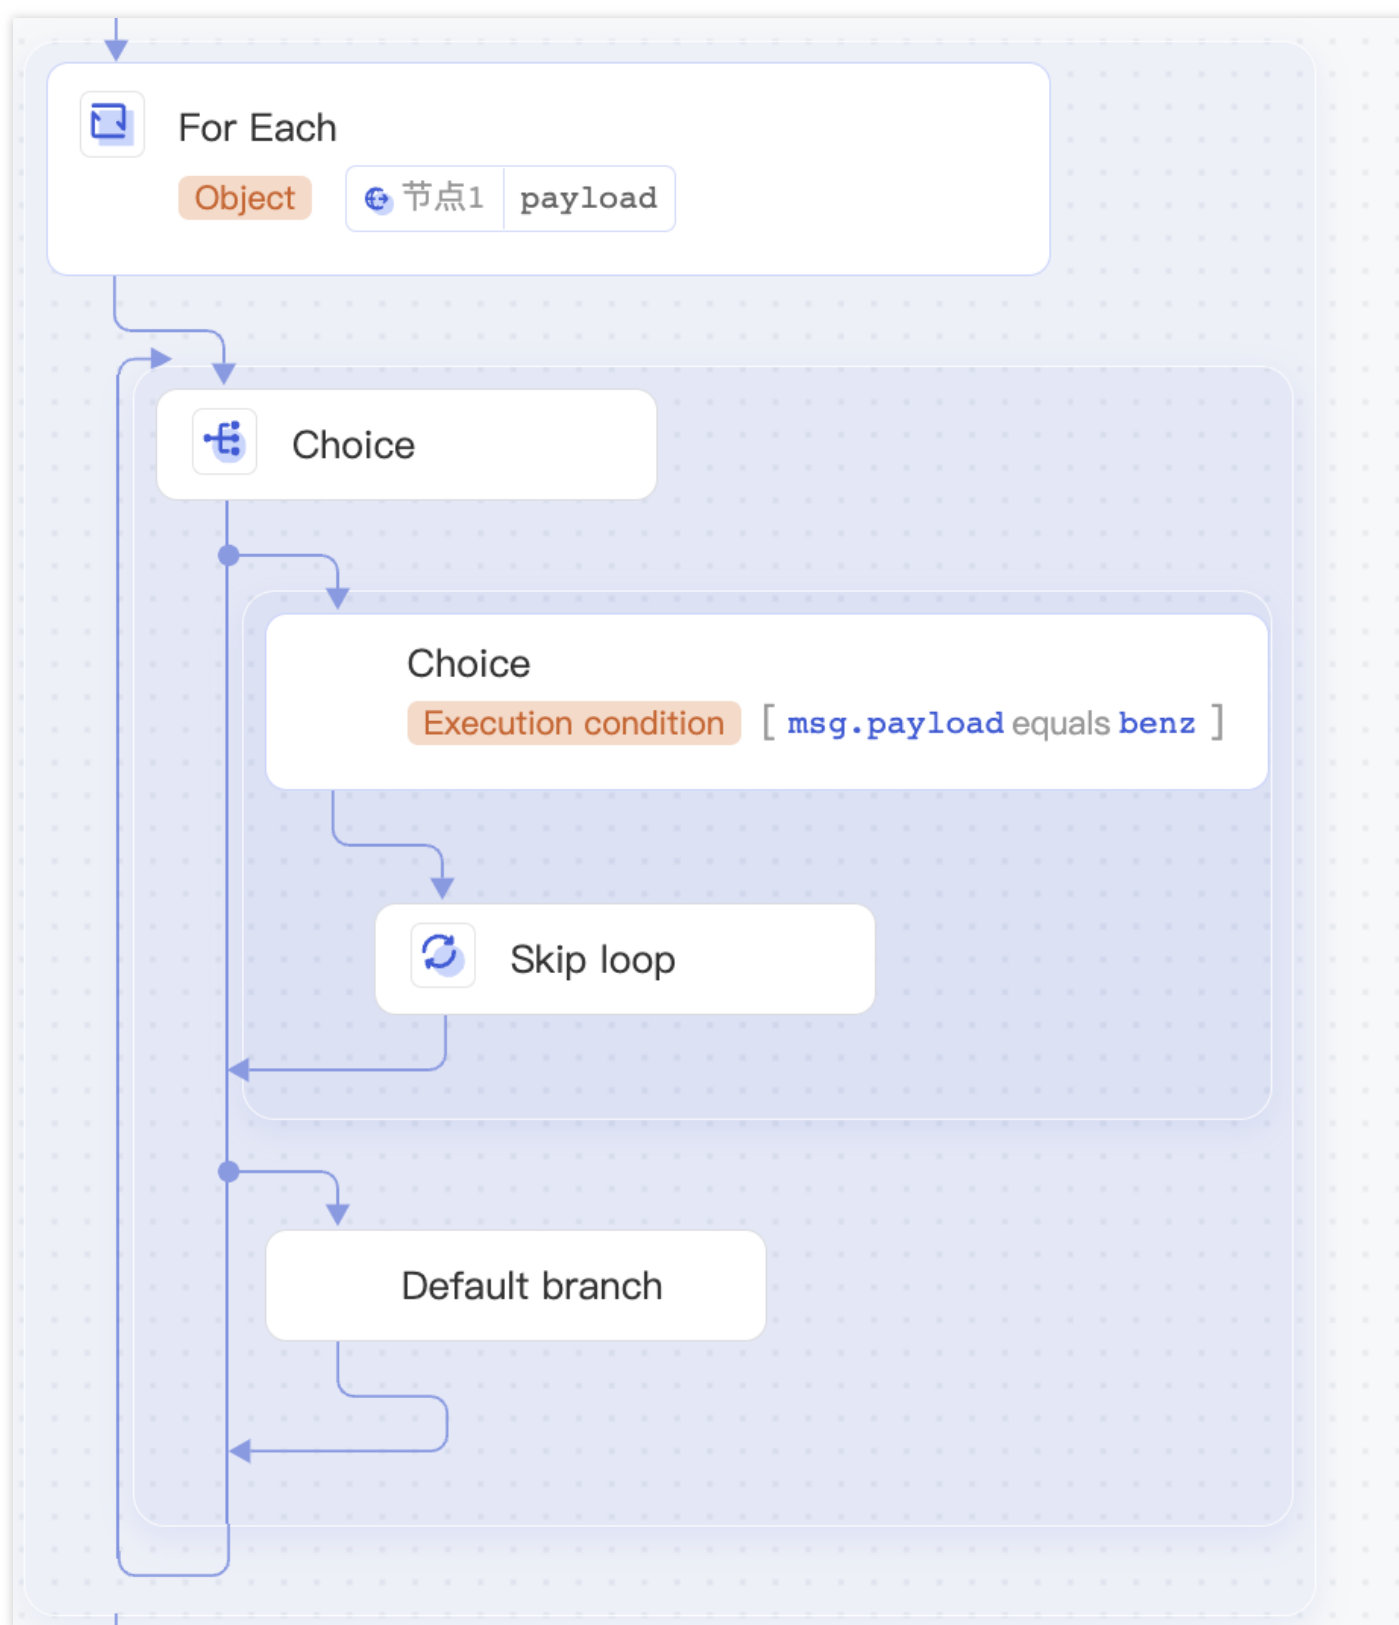 For Each
Object 节点1 payload
Choice
Choice
Execution condition [ msg.payload equals benz ]
Skip loop
Default branch